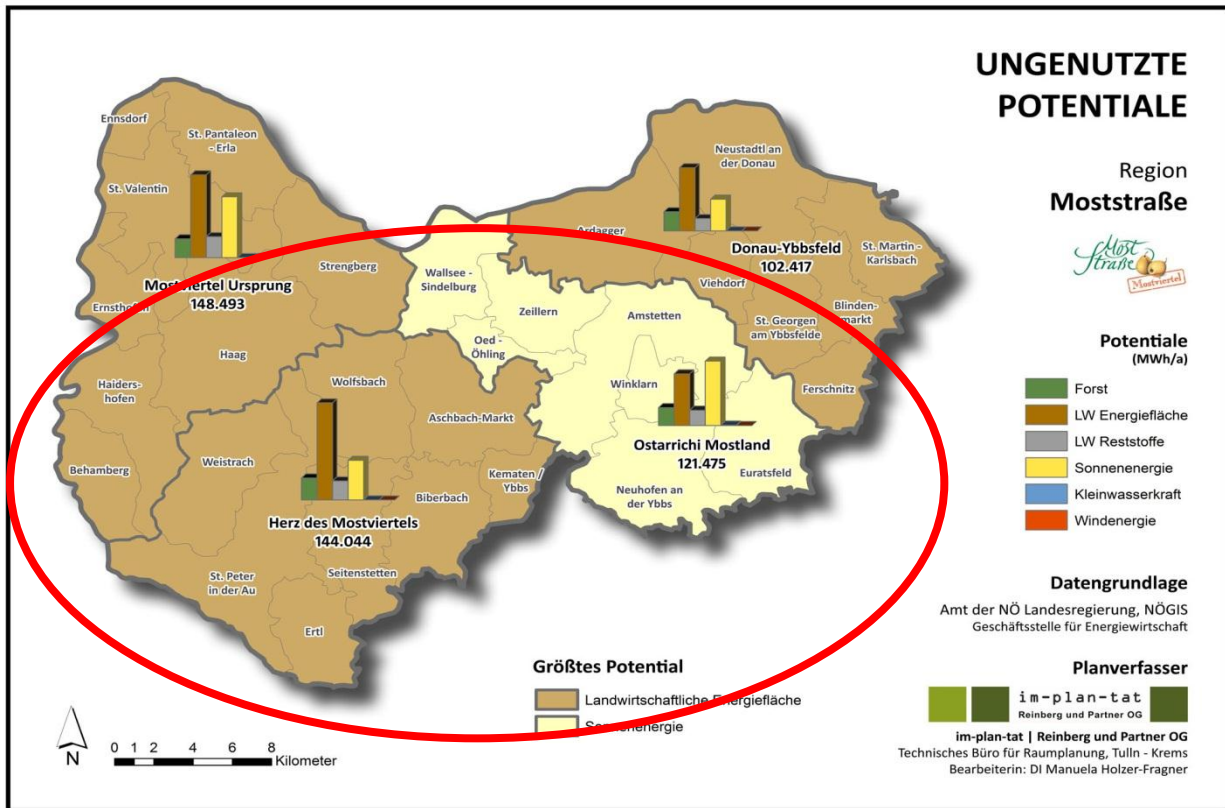 UNGENUTZTE
POTENTIALE
Region
Moststraße
Most
Straße
Mostviertel
Ennsdorf
St. Pantaleon
- Erla
St. Valentin
Strengberg
Mostviertel Ursprung
148.493
Ernsthofen
Haag
Haiders-
hofen
Behamberg
Neustadtl an
der Donau
Ardagger
Donau-Ybbsfeld
102.417
St. Martin -
Karlsbach
Viehdorf
Blinden-
markt
St. Georgen
am Ybbsfelde
Ferschnitz
Wallsee -
Sindelburg
Zeillern
Oed -
Öhling
Amstetten
Winklarn
Ostarrichi Mostland
121.475
Euratsfeld
Neuhofen an
der Ybbs
Wolfsbach
Aschbach-Markt
Weistrach
Kematen /
Ybbs
Biberbach
Herz des Mostviertels
144.044
Seitenstetten
St. Peter
in der Au
Ertl
Potentiale
(MWh/a)
Forst
LW Energiefläche
LW Reststoffe
Sonnenenergie
Kleinwasserkraft
Windenergie
Größtes Potential
Landwirtschaftliche Energiefläche
Sonnenenergie
N
0 1 2 4 6 8
Kilometer
Datengrundlage
Amt der NÖ Landesregierung, NÖGIS
Geschäftsstelle für Energiewirtschaft
Planverfasser
im-plan-tat
Reinberg und Partner OG
im-plan-tat | Reinberg und Partner OG
Technisches Büro für Raumplanung, Tulln - Krems
Bearbeiterin: DI Manuela Holzer-Fragner